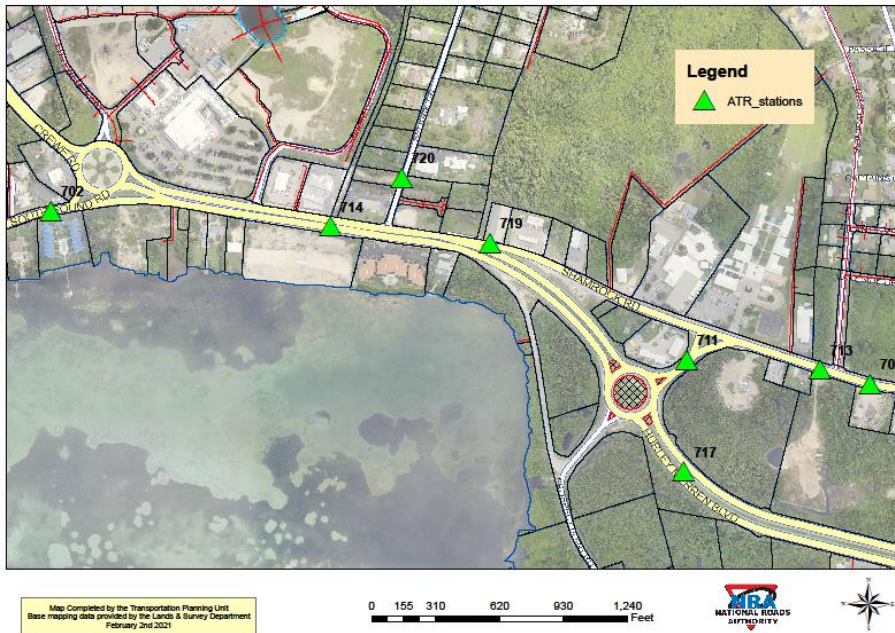 Legend
ATR_stations
CREWE RD
SOUTH SOUND RD
702
720
714
719
SHAMROCK RD
711
713
70
717
HURLEY MERREN BLVD
Map Completed by the Transportation Planning Unit
Base mapping data provided by the Lands & Survey Department
February 2nd 2021
0 155 310 620 930 1,240
Feet
NRA
NATIONAL ROADS
AUTHORITY
N